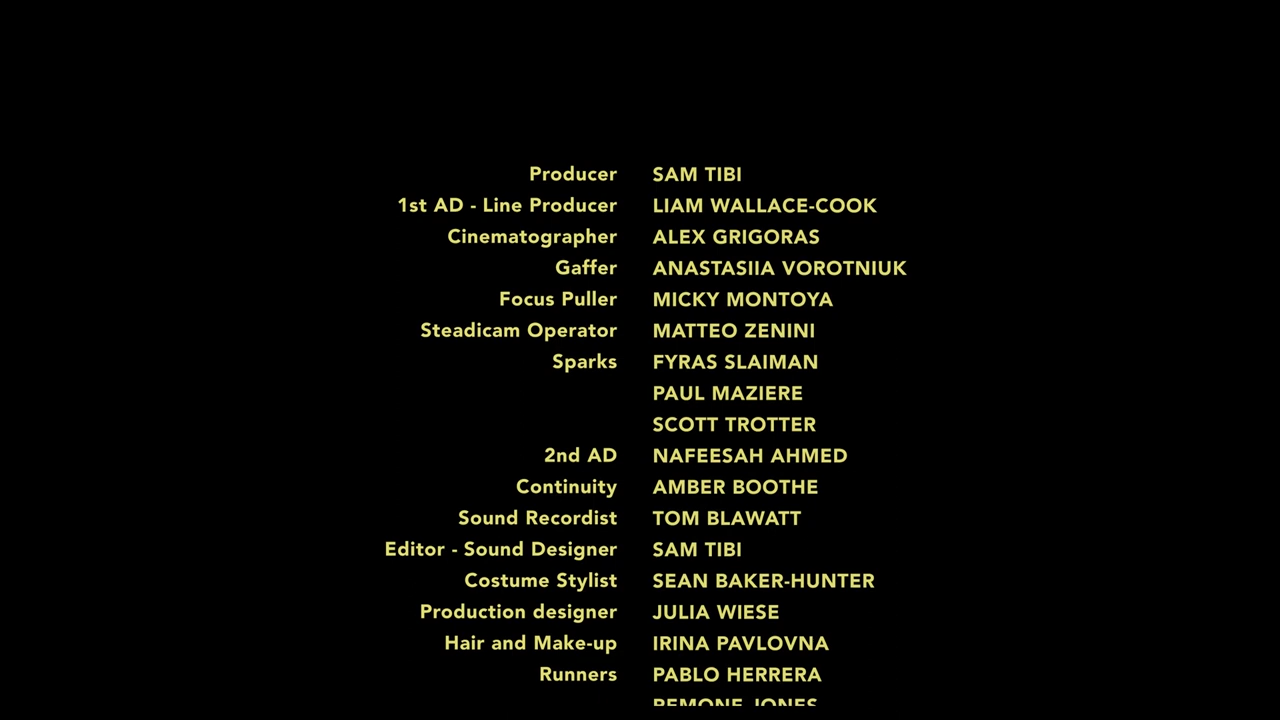 Producer SAM TIBI
1st AD - Line Producer LIAM WALLACE-COOK
Cinematographer ALEX GRIGORAS
Gaffer ANASTASIIA VOROTNIUK
Focus Puller MICKY MONTOYA
Steadicam Operator MATTEO ZENINI
Sparks FYRAS SLAIMAN
PAUL MAZIERE
SCOTT TROTTER
2nd AD NAFEESAH AHMED
Continuity AMBER BOOTHE
Sound Recordist TOM BLAWATT
Editor - Sound Designer SAM TIBI
Costume Stylist SEAN BAKER-HUNTER
Production designer JULIA WIESE
Hair and Make-up IRINA PAVLOVNA
Runners PABLO HERRERA
JONES